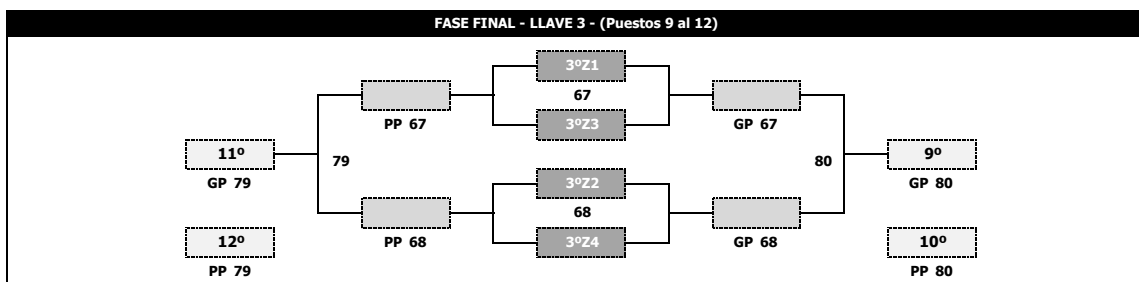 FASE FINAL - LLAVE 3 - (Puestos 9 al 12)
3ºZ1
67
PP 67
3ºZ3
GP 67
11º
79
80
9º
GP 79
GP 80
3ºZ2
68
PP 68
3ºZ4
GP 68
12º
10º
PP 79
PP 80